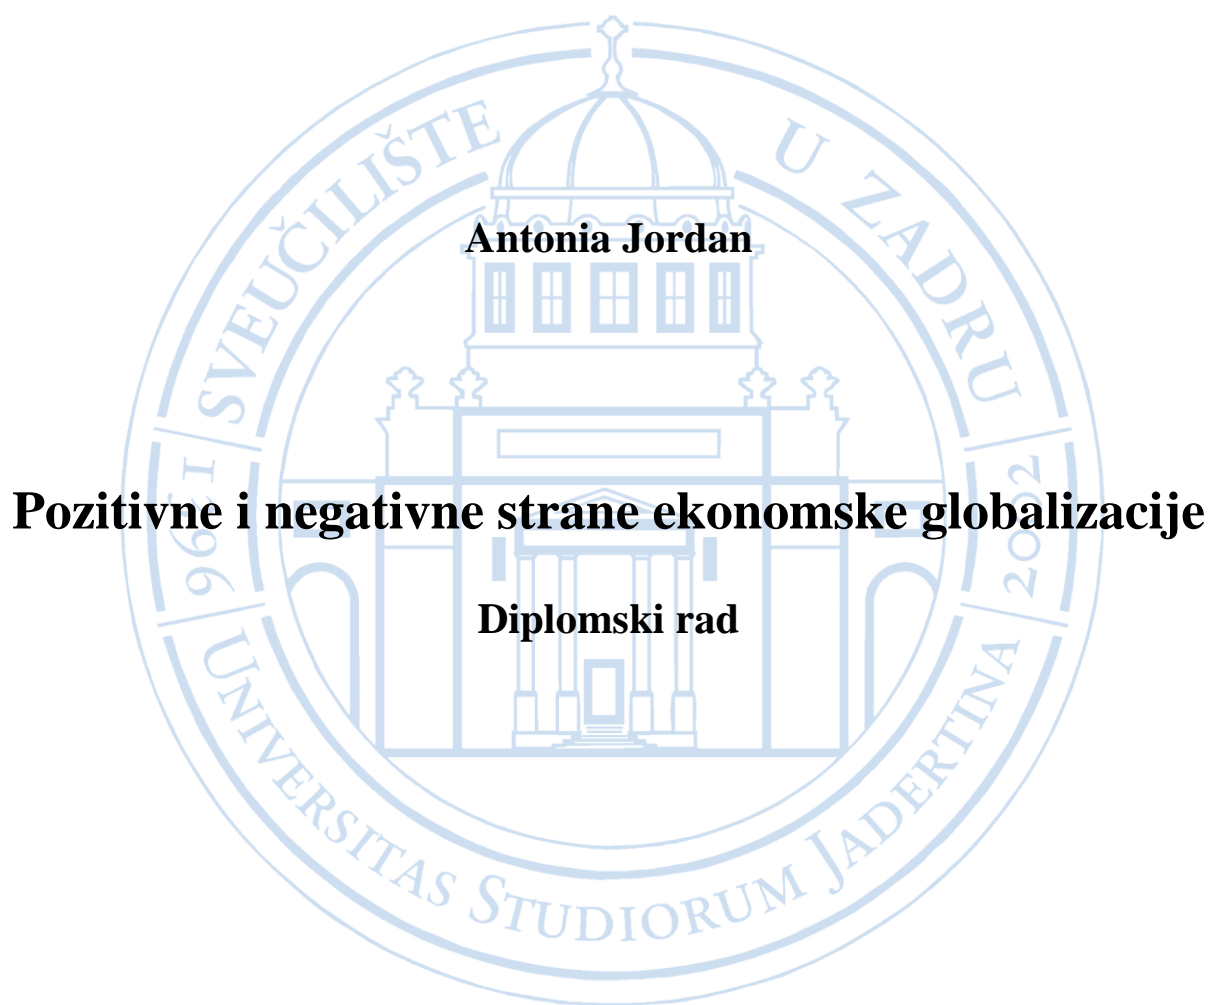 SVEUČILIŠTE U ZADRU
Antonia Jordan
1396
2002
Pozitivne i negativne strane ekonomske globalizacije
Diplomski rad
UNIVERSITAS STUDIORUM JADERTINA